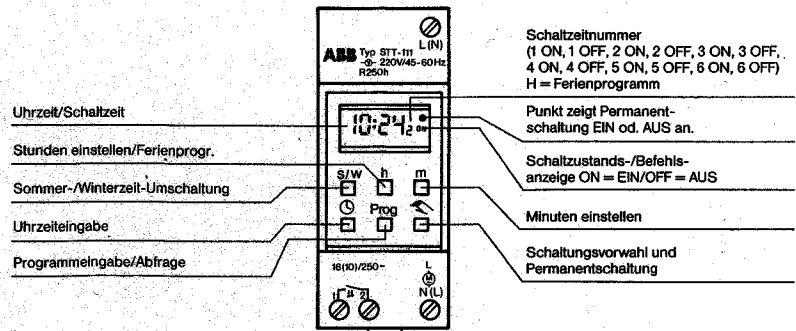 L (N)
ABB Typ STT-111
220V/45-60Hz
R250h
Schaltzeitnummer
(1 ON, 1 OFF, 2 ON, 2 OFF, 3 ON, 3 OFF,
4 ON, 4 OFF, 5 ON, 5 OFF, 6 ON, 6 OFF)
H = Ferienprogramm
Uhrzeit/Schaltzeit
10:24 2 ON
Punkt zeigt Permanent-
schaltung EIN od. AUS an.
Stunden einstellen/Ferienprogr.
Schaltzustands-/Befehls-
anzeige ON = EIN/OFF = AUS
S/W h m
Sommer-/Winterzeit-Umschaltung
Minuten einstellen
Prog
Uhrzeiteingabe
Programmeingabe/Abfrage
Schaltungsvorwahl und
Permanentschaltung
16(10)/250~
L
M
N (L)
1 2